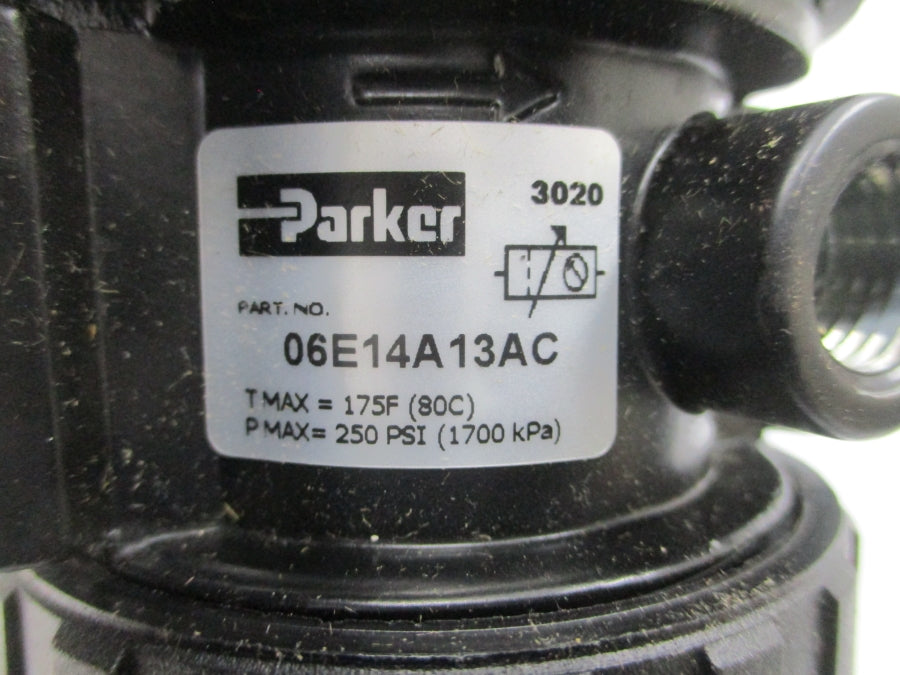 Parker
3020
PART. NO.
06E14A13AC
T MAX = 175F (80C)
P MAX= 250 PSI (1700 kPa)